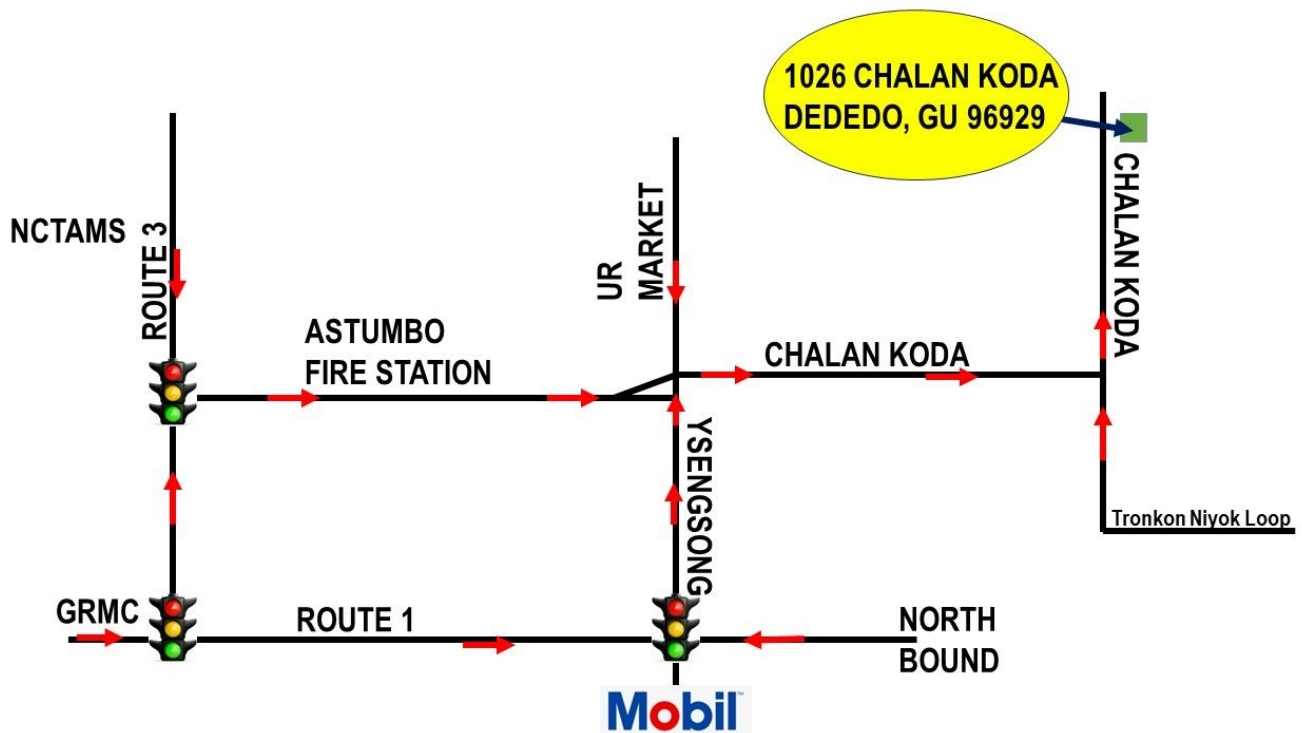 1026 CHALAN KODA
DEDEDO, GU 96929
NCTAMS
ROUTE 3
UR
MARKET
CHALAN KODA
ASTUMBO
FIRE STATION
CHALAN KODA
YSENGSONG
Tronkon Niyok Loop
GRMC
ROUTE 1
NORTH
BOUND
Mobil™